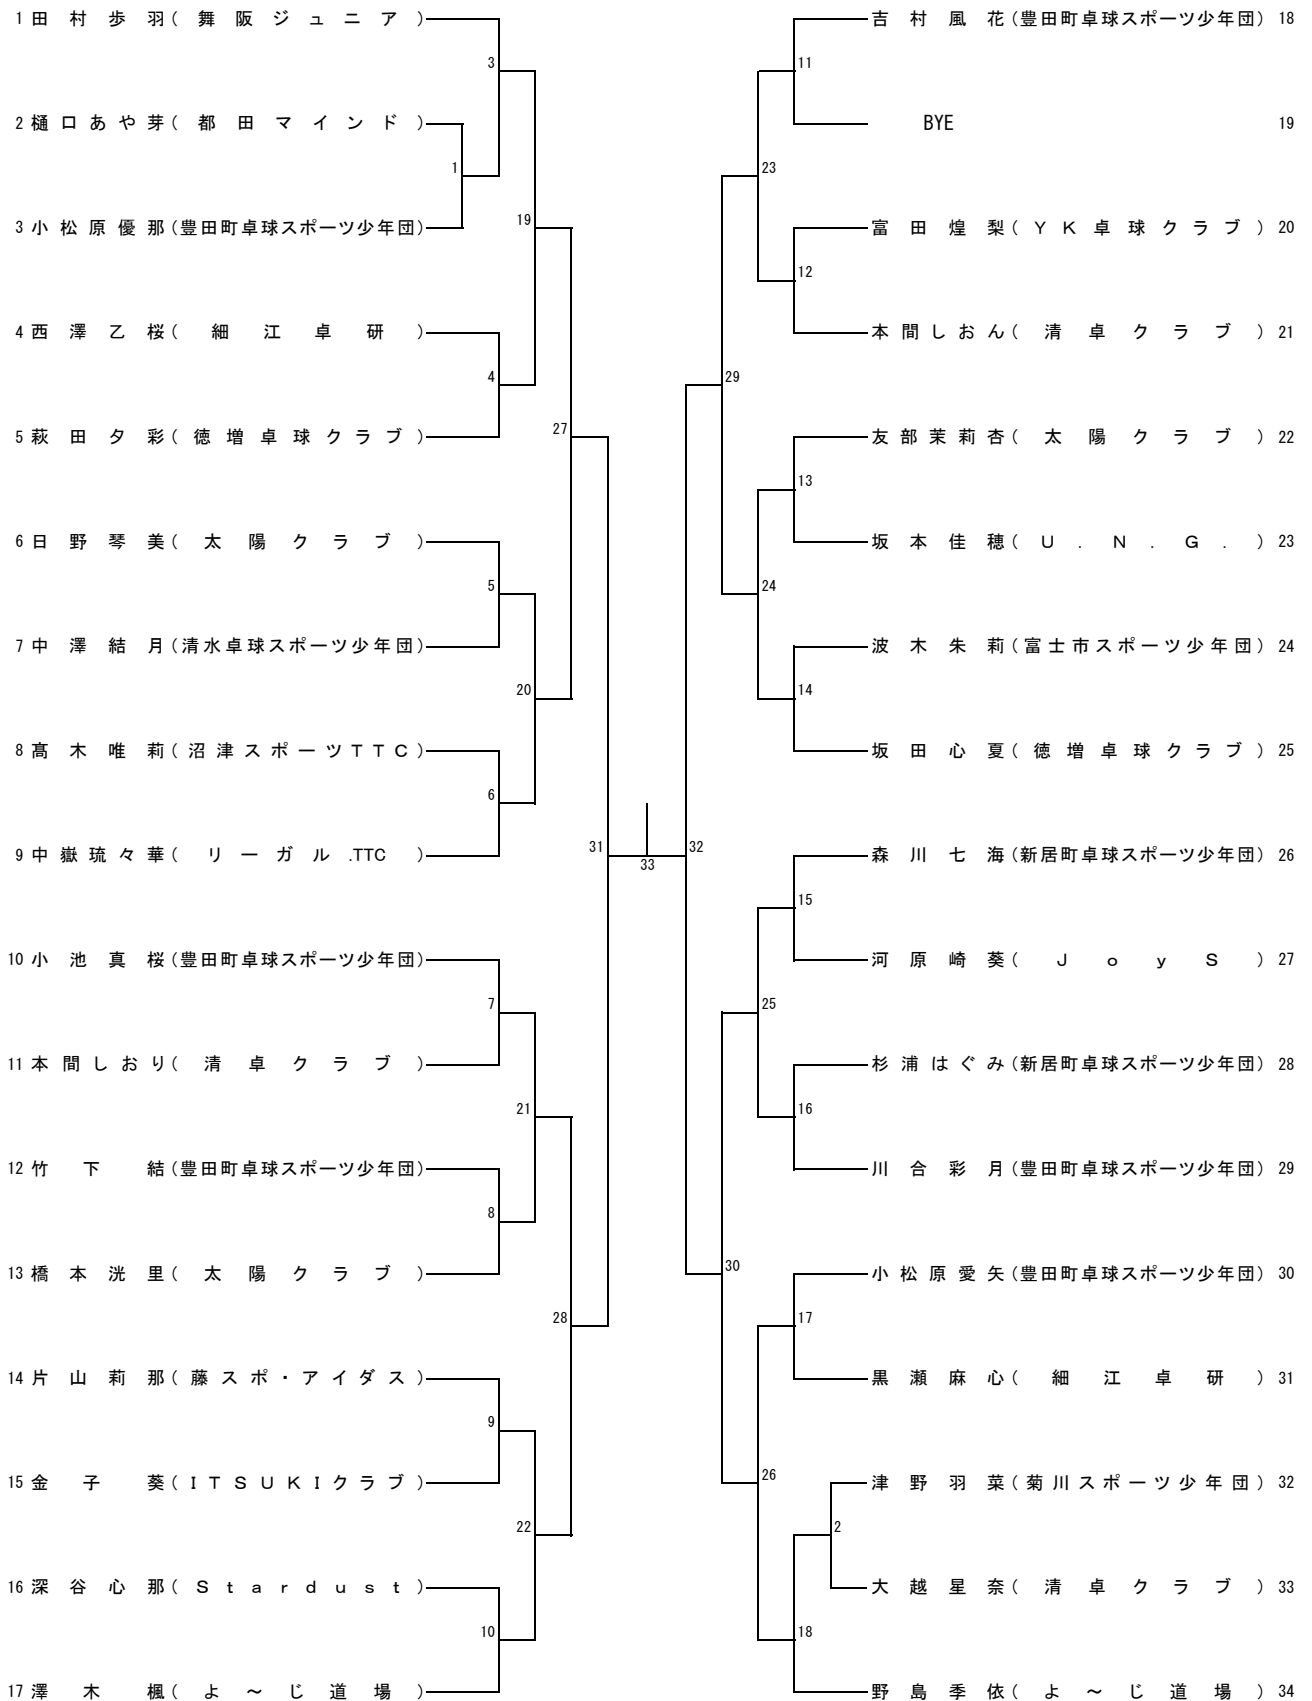 1 田村歩羽(舞阪ジュニア)
2 樋口あや芽(都田マインド)
3 小松原優那(豊田町卓球スポーツ少年団)
4 西澤乙桜(細江卓研)
5 萩田夕彩(徳増卓球クラブ)
6 日野琴美(太陽クラブ)
7 中澤結月(清水卓球スポーツ少年団)
8 髙木唯莉(沼津スポーツTTC)
9 中嶽琉々華(リーガル.TTC)
10 小池真桜(豊田町卓球スポーツ少年団)
11 本間しおり(清卓クラブ)
12 竹下結(豊田町卓球スポーツ少年団)
13 橋本洸里(太陽クラブ)
14 片山莉那(藤スポ・アイダス)
15 金子葵(ITSUKIクラブ)
16 深谷心那(Stardust)
17 澤木楓(よ～じ道場)
3
1
19
4
27
5
20
6
31
7
21
8
28
9
22
10
33
吉村風花(豊田町卓球スポーツ少年団) 18
BYE 19
富田煌梨(YK卓球クラブ) 20
本間しおん(清卓クラブ) 21
友部茉莉杏(太陽クラブ) 22
坂本佳穂(U.N.G.) 23
波木朱莉(富士市スポーツ少年団) 24
坂田心夏(徳増卓球クラブ) 25
森川七海(新居町卓球スポーツ少年団) 26
河原崎葵(JoyS) 27
杉浦はぐみ(新居町卓球スポーツ少年団) 28
川合彩月(豊田町卓球スポーツ少年団) 29
小松原愛矢(豊田町卓球スポーツ少年団) 30
黒瀬麻心(細江卓研) 31
津野羽菜(菊川スポーツ少年団) 32
大越星奈(清卓クラブ) 33
野島季依(よ～じ道場) 34
11
23
12
29
13
24
14
32
15
25
16
30
17
26
2
18